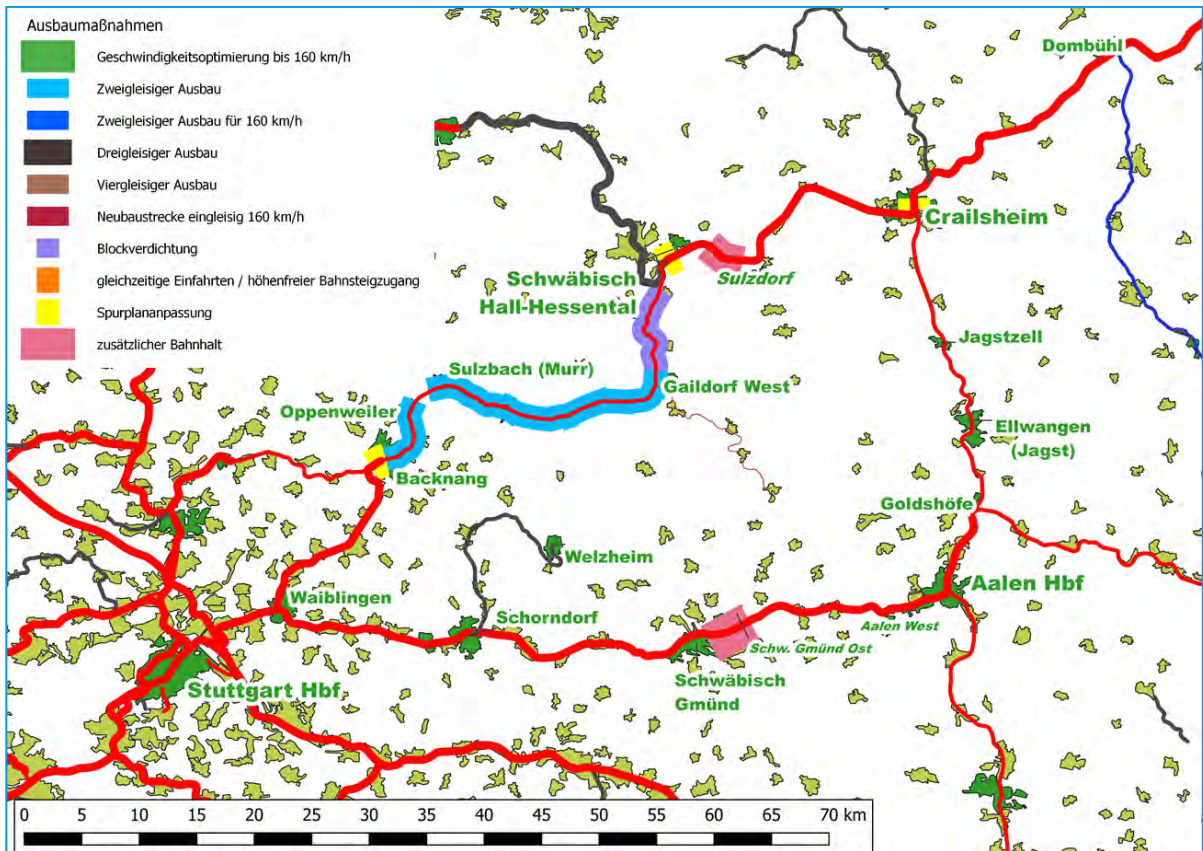 Ausbaumaßnahmen
Geschwindigkeitsoptimierung bis 160 km/h
Zweigleisiger Ausbau
Zweigleisiger Ausbau für 160 km/h
Dreigleisiger Ausbau
Viergleisiger Ausbau
Neubaustrecke eingleisig 160 km/h
Blockverdichtung
gleichzeitige Einfahrten / höhenfreier Bahnsteigzugang
Spurplananpassung
zusätzlicher Bahnhalt
Dombühl
Crailsheim
Schwäbisch
Hall-Hessental
Sulzdorf
Jagstzell
Sulzbach (Murr)
Gaildorf West
Oppenweiler
Ellwangen
(Jagst)
Backnang
Goldshöfe
Welzheim
Aalen Hbf
Waiblingen
Schorndorf
Aalen West
Schw. Gmünd Ost
Schwäbisch
Gmünd
Stuttgart Hbf
0 5 10 15 20 25 30 35 40 45 50 55 60 65 70 km